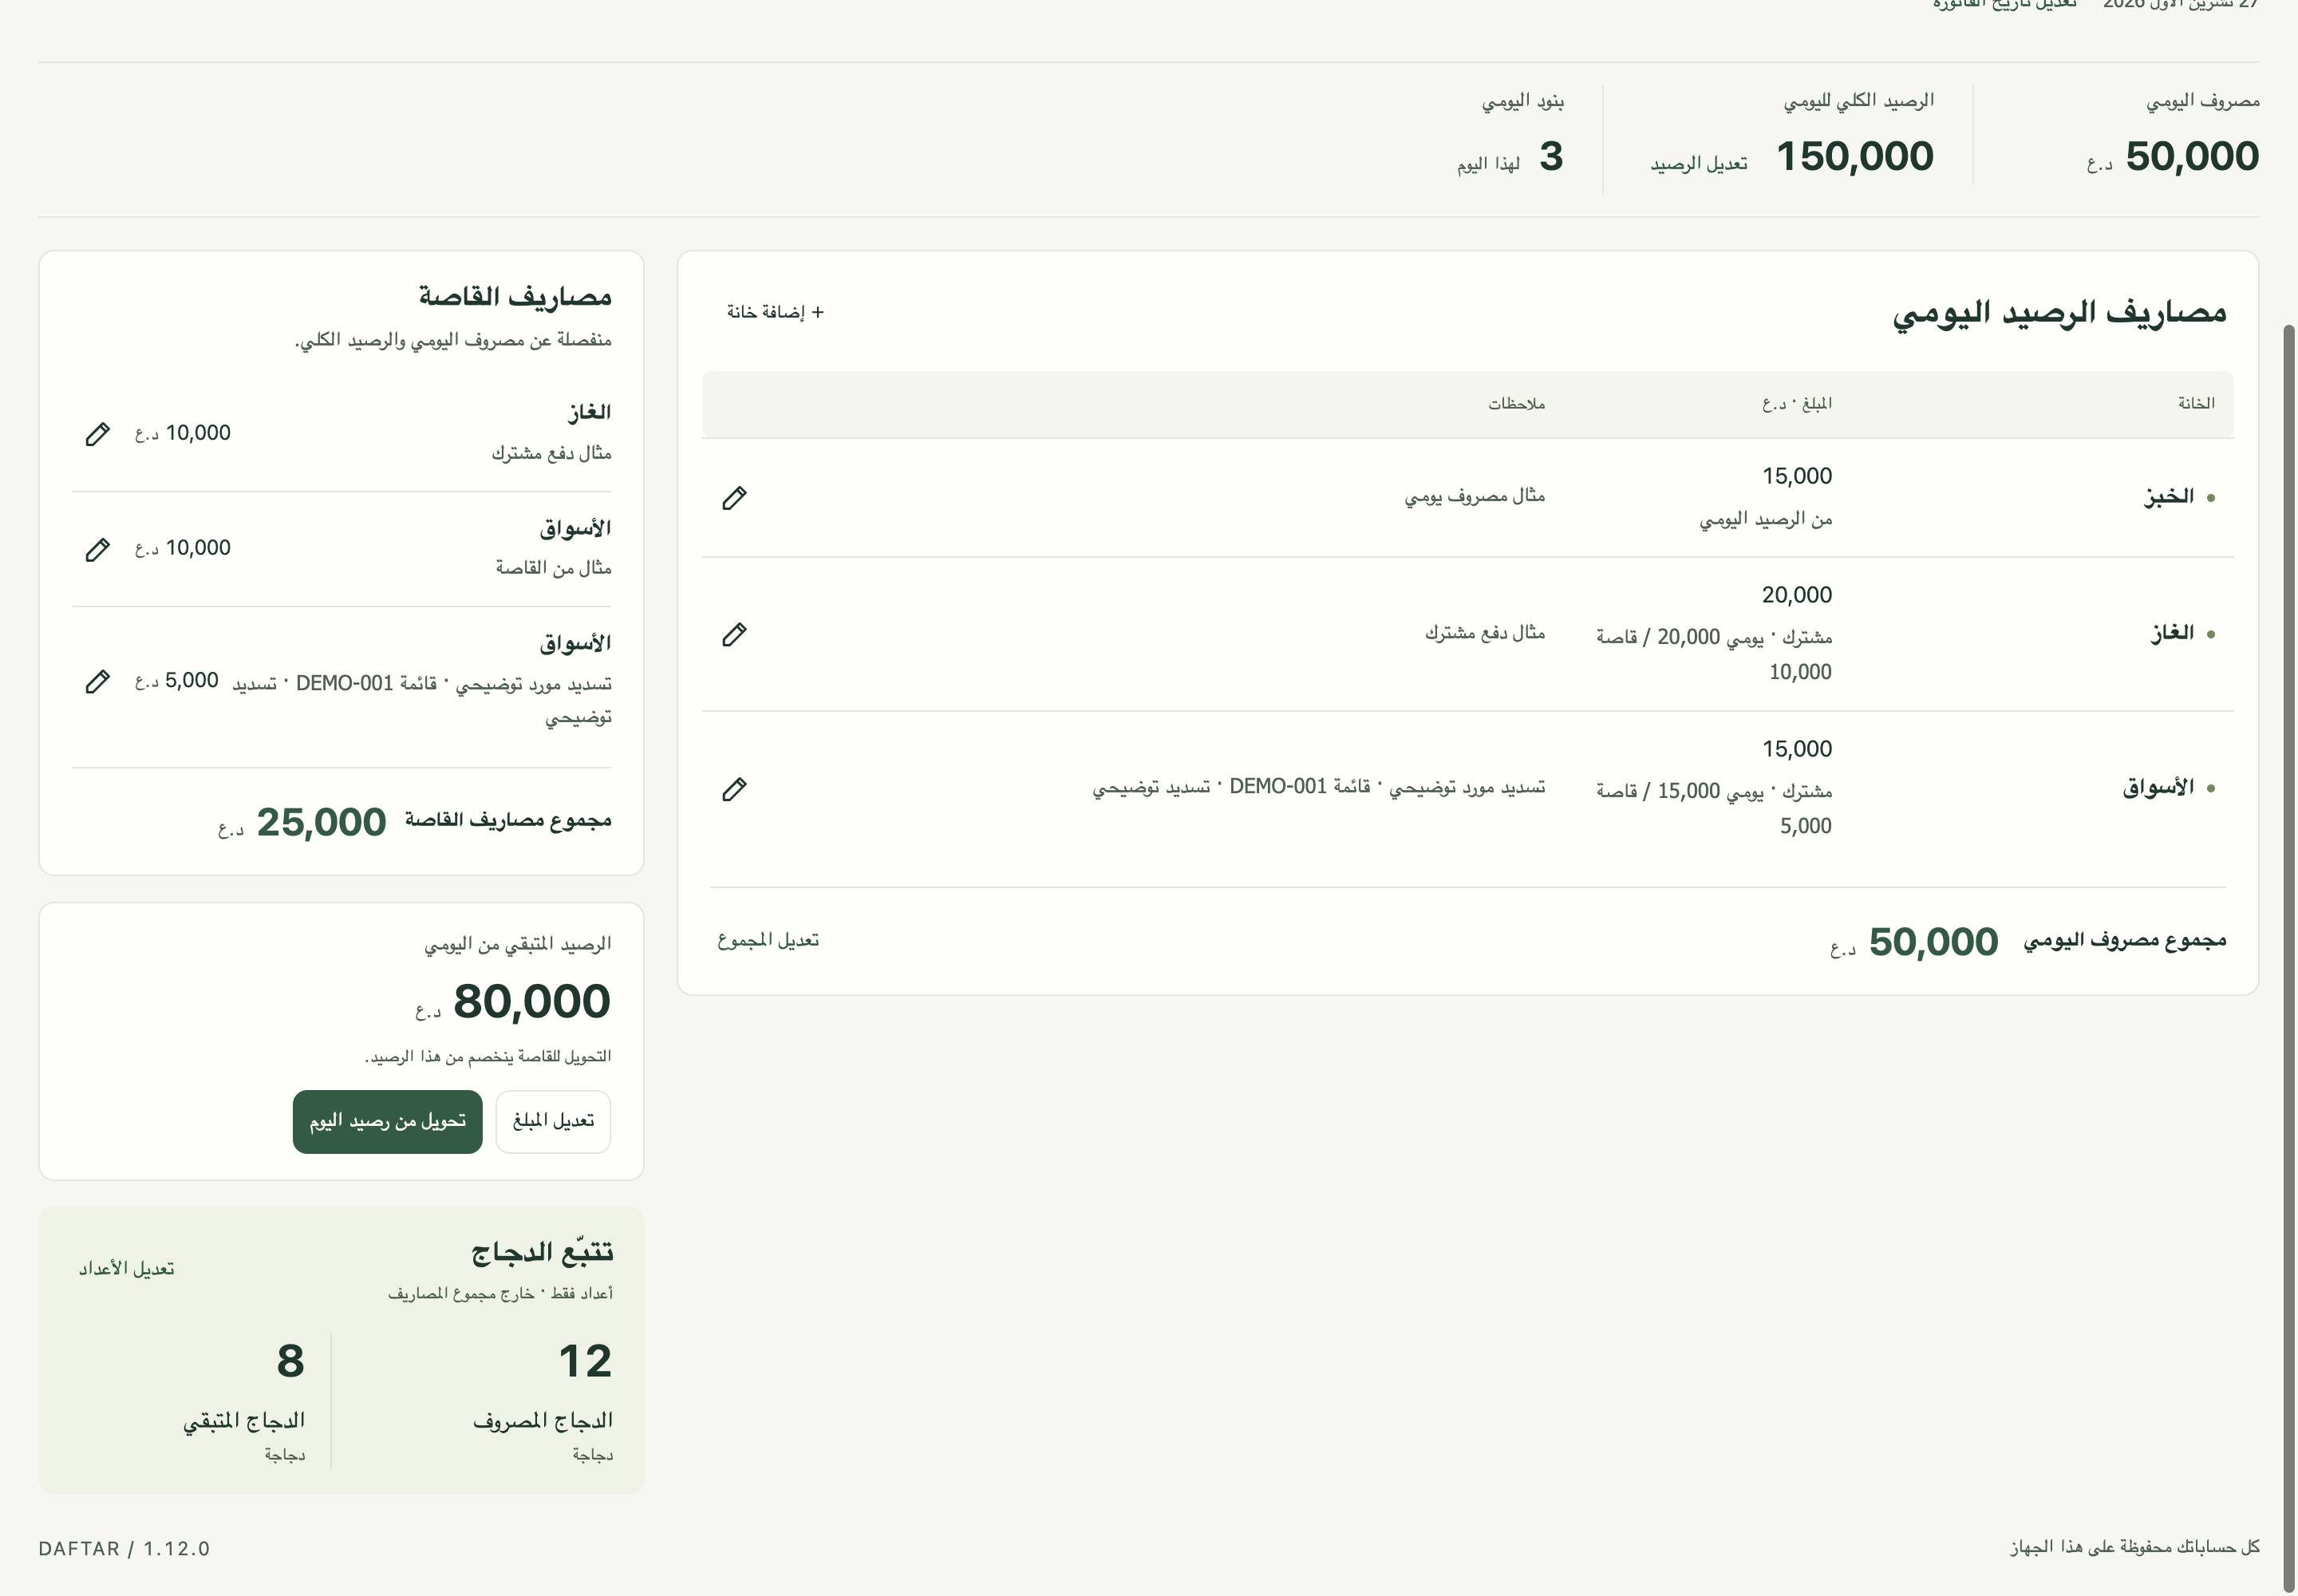 27 تشرين الأول 2026 تعديل تاريخ الفاتورة
مصروف اليومي
50,000 د.ع
الرصيد الكلي لليومي
150,000 تعديل الرصيد
بنود اليومي
3 لهذا اليوم
مصاريف الرصيد اليومي
+ إضافة خانة
الخانة المبلغ · د.ع ملاحظات
الخبز
15,000
من الرصيد اليومي
مثال مصروف يومي
الغاز
20,000
مشترك · يومي 20,000 / قاصة
10,000
مثال دفع مشترك
الأسواق
15,000
مشترك · يومي 15,000 / قاصة
5,000
تسديد مورد توضيحي · قائمة DEMO-001 · تسديد توضيحي
مجموع مصروف اليومي 50,000 د.ع
تعديل المجموع
مصاريف القاصة
منفصلة عن مصروف اليومي والرصيد الكلي.
الغاز
مثال دفع مشترك
10,000 د.ع
الأسواق
مثال من القاصة
10,000 د.ع
الأسواق
تسديد مورد توضيحي · قائمة DEMO-001 · تسديد
توضيحي
5,000 د.ع
مجموع مصاريف القاصة 25,000 د.ع
الرصيد المتبقي من اليومي
80,000 د.ع
التحويل للقاصة ينخصم من هذا الرصيد.
تعديل المبلغ
تحويل من رصيد اليوم
تتبّع الدجاج
أعداد فقط · خارج مجموع المصاريف
تعديل الأعداد
12
الدجاج المصروف
دجاجة
8
الدجاج المتبقي
دجاجة
كل حساباتك محفوظة على هذا الجهاز
DAFTAR / 1.12.0